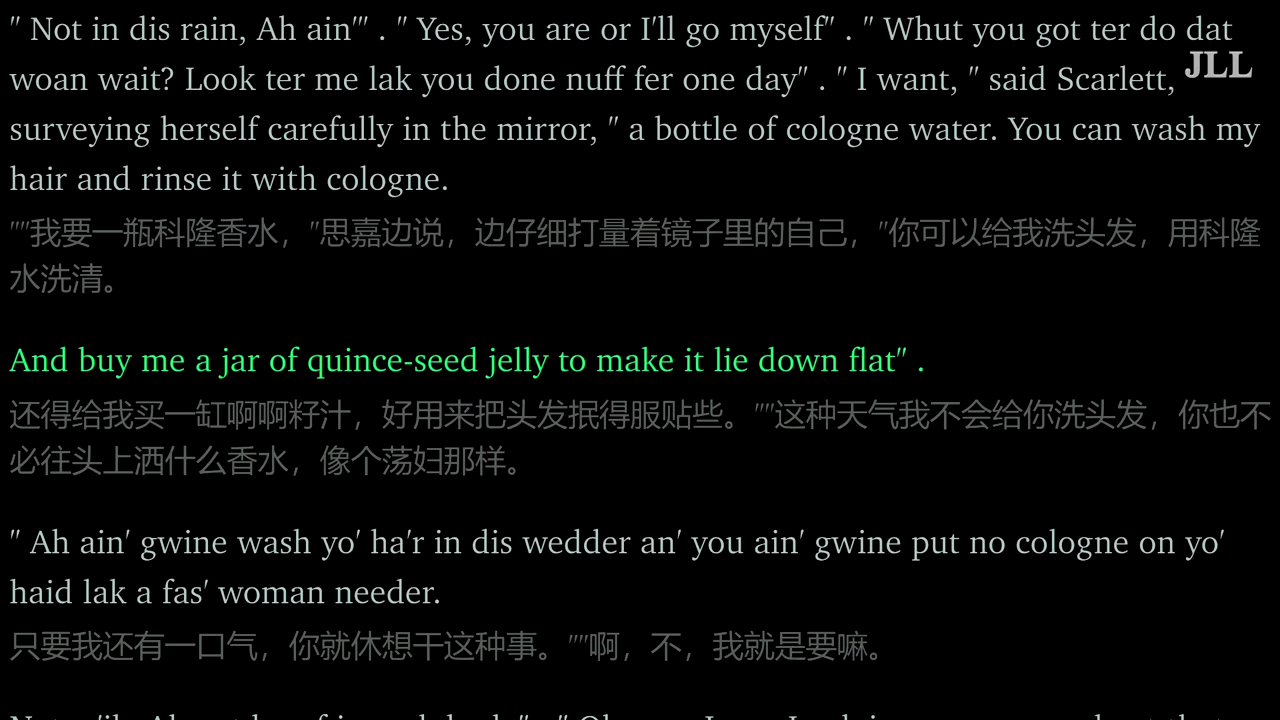 " Not in dis rain, Ah ain'" . " Yes, you are or I'll go myself" . " Whut you got ter do dat
woan wait? Look ter me lak you done nuff fer one day" . " I want, " said Scarlett,
JLL
surveying herself carefully in the mirror, " a bottle of cologne water. You can wash my
hair and rinse it with cologne.
""我要一瓶科隆香水，"思嘉边说，边仔细打量着镜子里的自己，"你可以给我洗头发，用科隆
水洗清。
And buy me a jar of quince-seed jelly to make it lie down flat" .
还得给我买一缸啊啊籽汁，好用来把头发抿得服贴些。""这种天气我不会给你洗头发，你也不
必往头上洒什么香水，像个荡妇那样。
" Ah ain' gwine wash yo' ha'r in dis wedder an' you ain' gwine put no cologne on yo'
haid lak a fas' woman needer.
只要我还有一口气，你就休想干这种事。""啊，不，我就是要嘛。